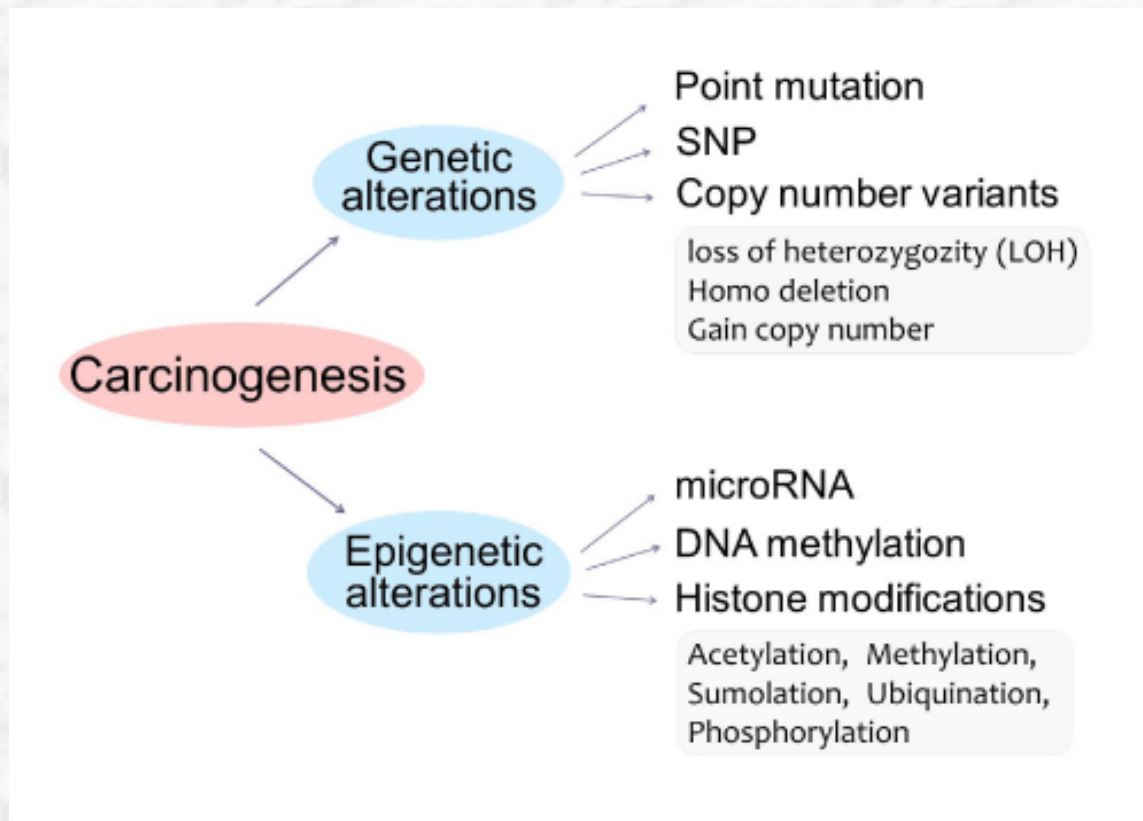 Carcinogenesis
Genetic
alterations
Point mutation
SNP
Copy number variants
loss of heterozygozity (LOH)
Homo deletion
Gain copy number
Epigenetic
alterations
microRNA
DNA methylation
Histone modifications
Acetylation, Methylation,
Sumolation, Ubiquination,
Phosphorylation